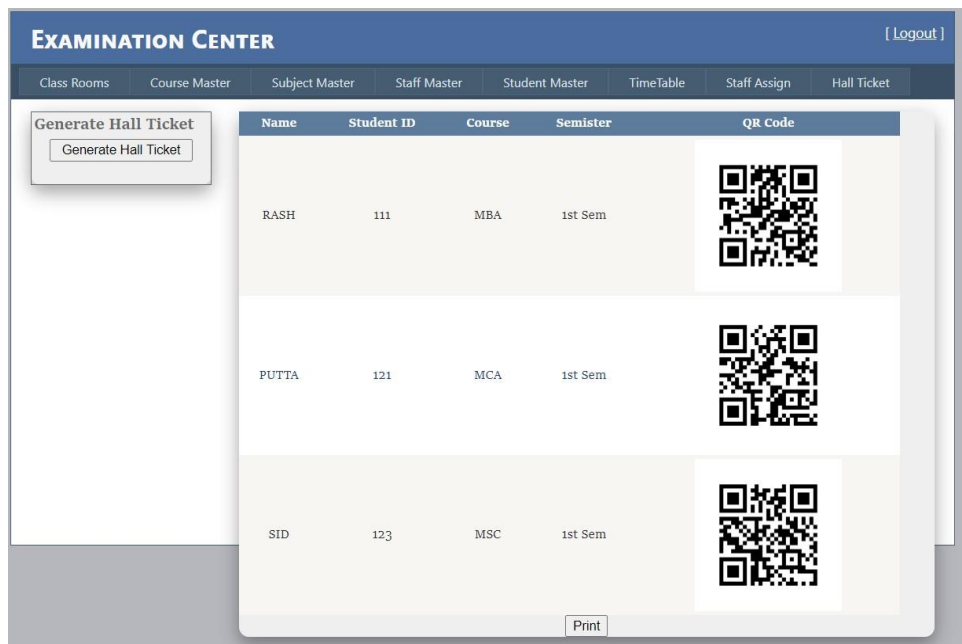 EXAMINATION CENTER
[ Logout ]
Class Rooms Course Master Subject Master Staff Master Student Master TimeTable Staff Assign Hall Ticket
Generate Hall Ticket
Generate Hall Ticket
Name Student ID Course Semister QR Code
RASH 111 MBA 1st Sem
PUTTA 121 MCA 1st Sem
SID 123 MSC 1st Sem
Print